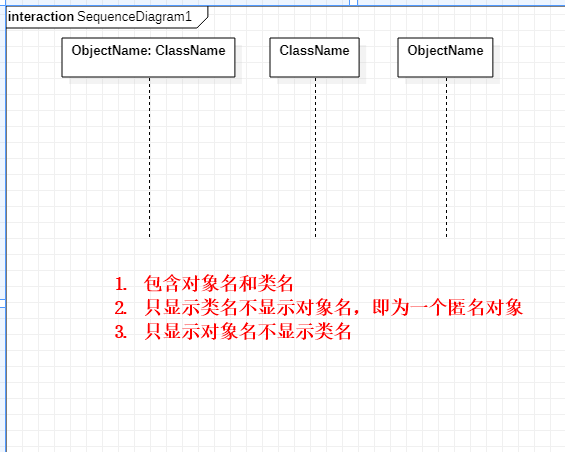 interaction SequenceDiagram1
ObjectName: ClassName
ClassName
ObjectName
1. 包含对象名和类名
2. 只显示类名不显示对象名，即为一个匿名对象
3. 只显示对象名不显示类名